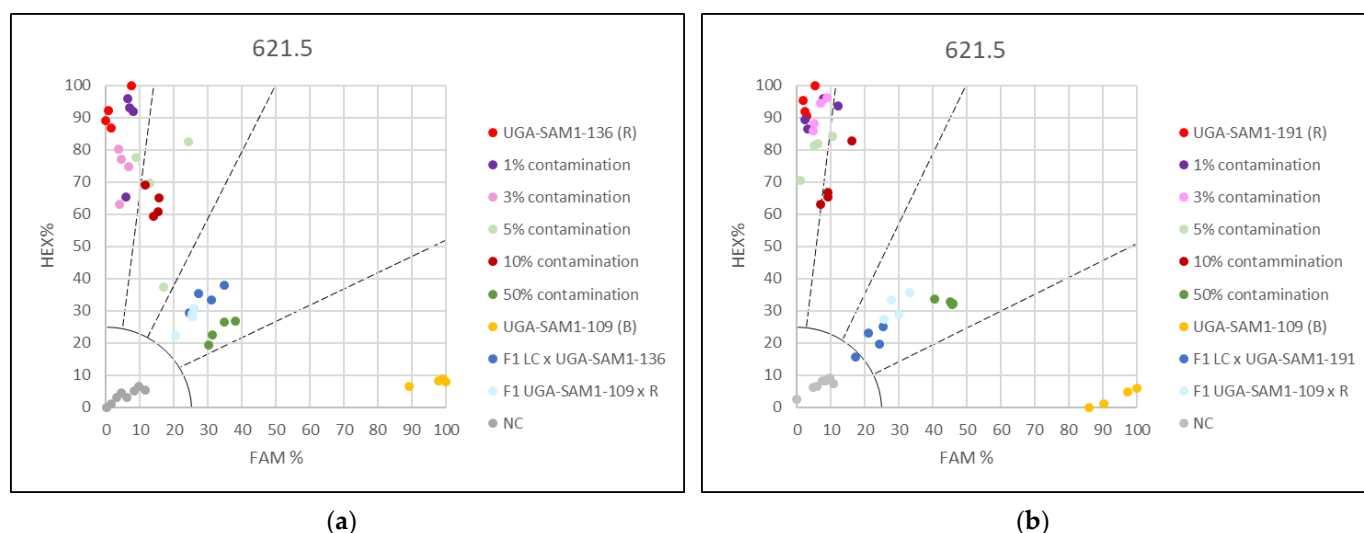 621.5
100
90
80
70
60
50
40
30
20
10
0
HEX%
0 10 20 30 40 50 60 70 80 90 100
FAM %
UGA-SAM1-136 (R)
1% contamination
3% contamination
5% contamination
10% contamination
50% contamination
UGA-SAM1-109 (B)
F1 LC x UGA-SAM1-136
F1 UGA-SAM1-109 x R
NC
(a)
621.5
100
90
80
70
60
50
40
30
20
10
0
HEX%
0 10 20 30 40 50 60 70 80 90 100
FAM %
UGA-SAM1-191 (R)
1% contamination
3% contamination
5% contamination
10% contammination
50% contamination
UGA-SAM1-109 (B)
F1 LC x UGA-SAM1-191
F1 UGA-SAM1-109 x R
NC
(b)